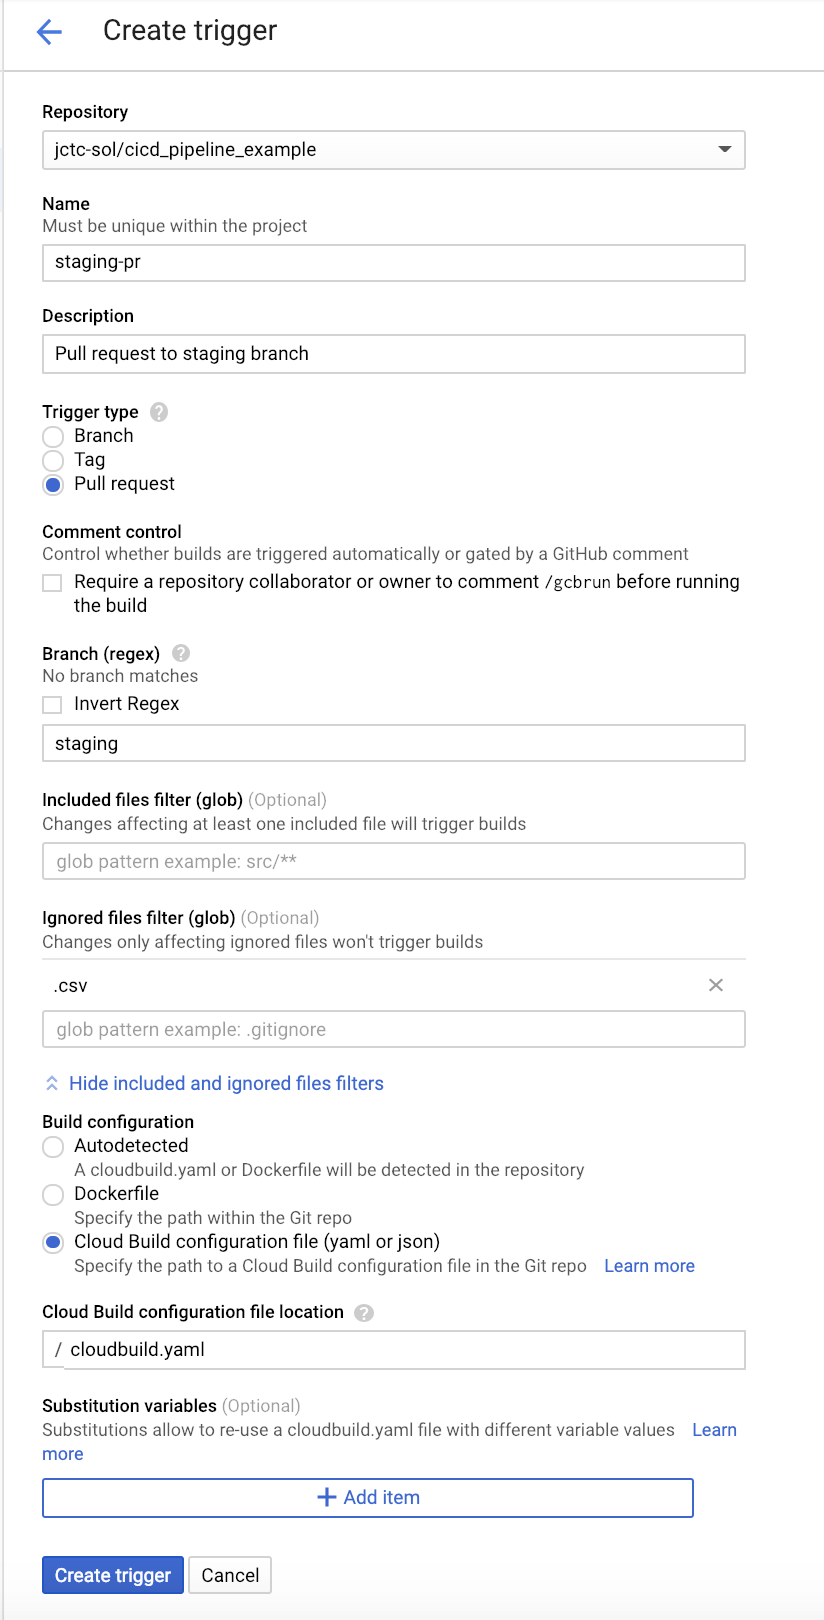 Create trigger
Repository
jctc-sol/cicd_pipeline_example
Name
Must be unique within the project
staging-pr
Description
Pull request to staging branch
Trigger type ?
Branch
Tag
Pull request
Comment control
Control whether builds are triggered automatically or gated by a GitHub comment
Require a repository collaborator or owner to comment /gcbrun before running
the build
Branch (regex) ?
No branch matches
Invert Regex
staging
Included files filter (glob) (Optional)
Changes affecting at least one included file will trigger builds
glob pattern example: src/**
Ignored files filter (glob) (Optional)
Changes only affecting ignored files won't trigger builds
.csv
glob pattern example: .gitignore
Hide included and ignored files filters
Build configuration
Autodetected
A cloudbuild.yaml or Dockerfile will be detected in the repository
Dockerfile
Specify the path within the Git repo
Cloud Build configuration file (yaml or json)
Specify the path to a Cloud Build configuration file in the Git repo Learn more
Cloud Build configuration file location ?
/ cloudbuild.yaml
Substitution variables (Optional)
Substitutions allow to re-use a cloudbuild.yaml file with different variable values Learn
more
+ Add item
Create trigger Cancel